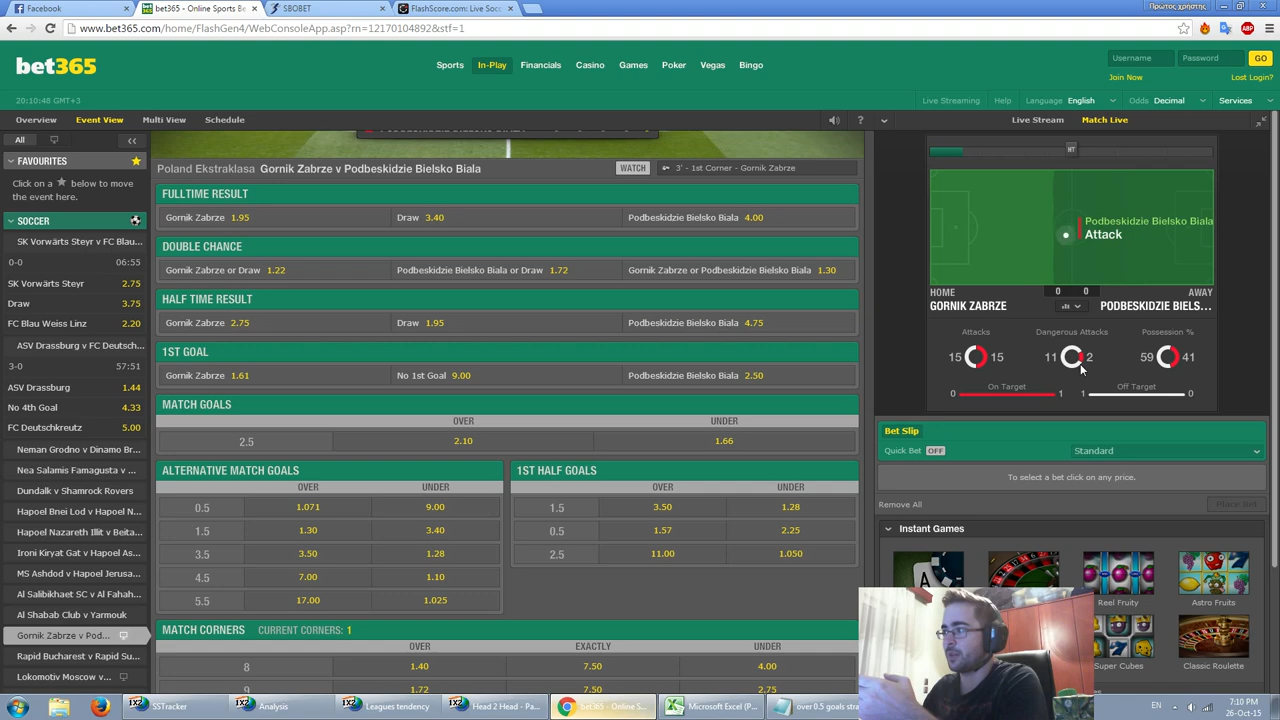 Facebook
bet365 - Online Sports Be
SBOBET
FlashScore.com: Live Soc
Πρωτος χρηστης
www.bet365.com/home/FlashGen4/WebConsoleApp.asp?rn=12170104892&stf=1
ABP
bet365
Sports
In-Play
Financials
Casino
Games
Poker
Vegas
Bingo
Username
Password
GO
Join Now
Lost Login?
20:10:48 GMT+3
Live Streaming
Help
Language English
Odds Decimal
Services
Overview
Event View
Multi View
Schedule
?
Live Stream
Match Live
All
FAVOURITES
Click on a ★ below to move
the event here.
SOCCER
SK Vorwärts Steyr v FC Blau...
0-0 06:55
SK Vorwärts Steyr 2.75
Draw 3.75
FC Blau Weiss Linz 2.20
ASV Drassburg v FC Deutsch...
3-0 57:51
ASV Drassburg 1.44
No 4th Goal 4.33
FC Deutschkreutz 5.00
Neman Grodno v Dinamo Br...
Nea Salamis Famagusta v ...
Dundalk v Shamrock Rovers
Hapoel Bnei Lod v Hapoel N...
Hapoel Nazareth Illit v Beita...
Ironi Kiryat Gat v Hapoel As...
MS Ashdod v Hapoel Jerusa...
Al Salibikhaet SC v Al Fahah...
Al Shabab Club v Yarmouk
Gornik Zabrze v Pod...
Rapid Bucharest v Rapid Su...
Lokomotiv Moscow v...
Poland Ekstraklasa Gornik Zabrze v Podbeskidzie Bielsko Biala
WATCH
3' - 1st Corner - Gornik Zabrze
FULLTIME RESULT
Gornik Zabrze 1.95
Draw 3.40
Podbeskidzie Bielsko Biala 4.00
DOUBLE CHANCE
Gornik Zabrze or Draw 1.22
Podbeskidzie Bielsko Biala or Draw 1.72
Gornik Zabrze or Podbeskidzie Bielsko Biala 1.30
HALF TIME RESULT
Gornik Zabrze 2.75
Draw 1.95
Podbeskidzie Bielsko Biala 4.75
1ST GOAL
Gornik Zabrze 1.61
No 1st Goal 9.00
Podbeskidzie Bielsko Biala 2.50
MATCH GOALS
OVER UNDER
2.5 2.10 1.66
ALTERNATIVE MATCH GOALS
OVER UNDER
0.5 1.071 9.00
1.5 1.30 3.40
3.5 3.50 1.28
4.5 7.00 1.10
5.5 17.00 1.025
1ST HALF GOALS
OVER UNDER
1.5 3.50 1.28
0.5 1.57 2.25
2.5 11.00 1.050
MATCH CORNERS CURRENT CORNERS: 1
OVER EXACTLY UNDER
8 1.40 7.50 4.00
9 1.72 7.50 2.75
HT
Podbeskidzie Bielsko Biala
Attack
HOME 0 0 AWAY
GORNIK ZABRZE PODBESKIDZIE BIELS...
Attacks Dangerous Attacks Possession %
15 15 11 2 59 41
On Target Off Target
0 1 1 0
Bet Slip
Quick Bet OFF
Standard
To select a bet click on any price.
Remove All
Place Bet
Instant Games
A
Reel Fruity
Astro Fruits
Super Cubes
Classic Roulette
1X2 SSTracker
1X2 Analysis
1X2 Leagues tendency
1X2 Head 2 Head - Pa...
bet365 - Online S...
Microsoft Excel (P...
over 0.5 goals stra...
EN
7:10 PM
26-Oct-15